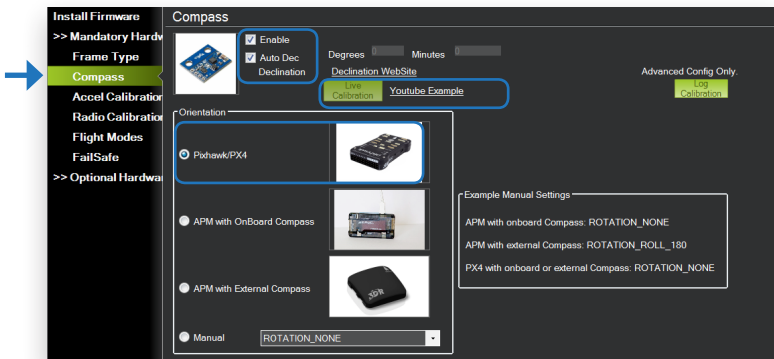 Install Firmware
>> Mandatory Hardw
Frame Type
Compass
Accel Calibration
Radio Calibration
Flight Modes
FailSafe
>> Optional Hardwa
Compass
Enable
Auto Dec
Declination
Degrees 0 Minutes 0
Declination WebSite
Live
Calibration
Youtube Example
Advanced Config Only.
Log
Calibration
Orientation
Pixhawk/PX4
APM with OnBoard Compass
APM with External Compass
Manual ROTATION_NONE
Example Manual Settings
APM with onboard Compass: ROTATION_NONE
APM with external Compass: ROTATION_ROLL_180
PX4 with onboard or external Compass: ROTATION_NONE